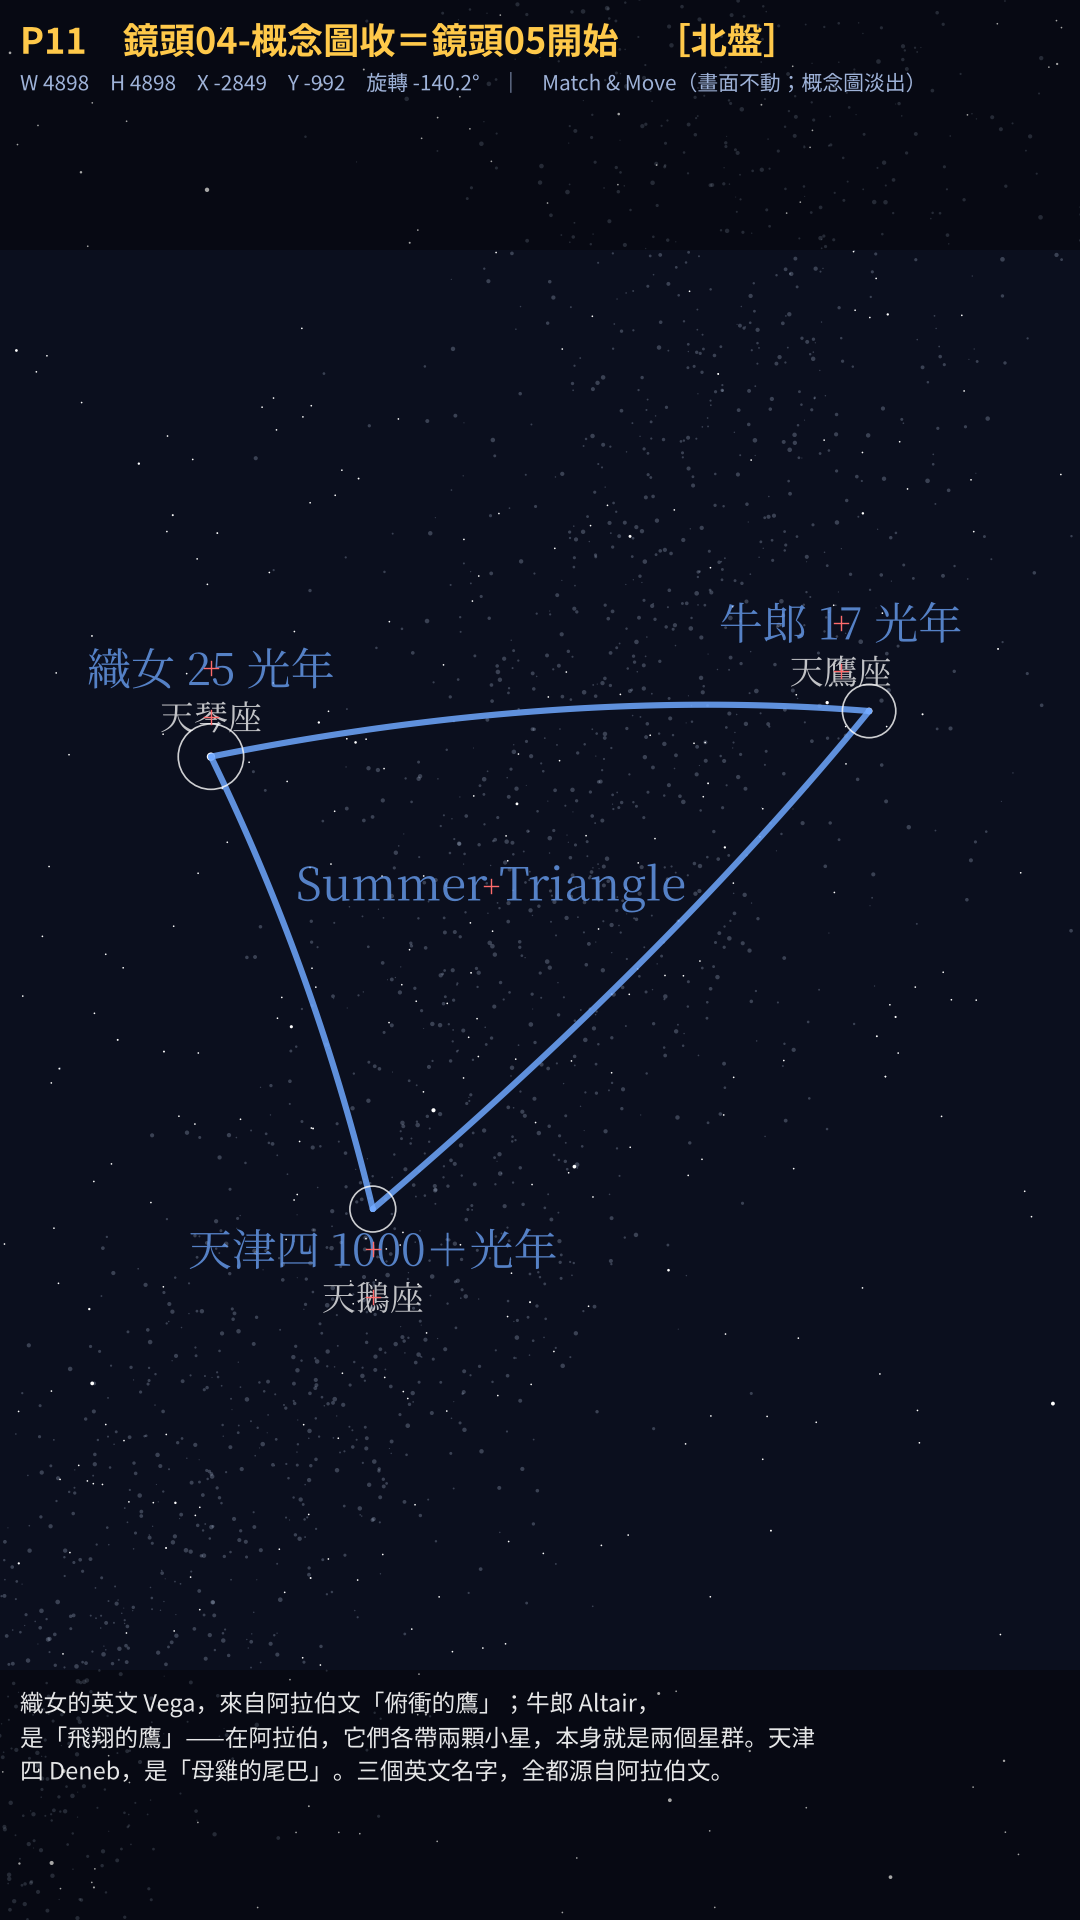 P11 鏡頭04-概念圖收＝鏡頭05開始 ［北盤］
W 4898 H 4898 X -2849 Y -992 旋轉 -140.2° ｜ Match & Move（畫面不動；概念圖淡出）
牛郎 17 光年
天鷹座
織女 25 光年
天琴座
Summer Triangle
天津四 1000＋光年
天鵝座
織女的英文 Vega，來自阿拉伯文「俯衝的鷹」；牛郎 Altair，
是「飛翔的鷹」——在阿拉伯，它們各帶兩顆小星，本身就是兩個星群。天津
四 Deneb，是「母雞的尾巴」。三個英文名字，全都源自阿拉伯文。